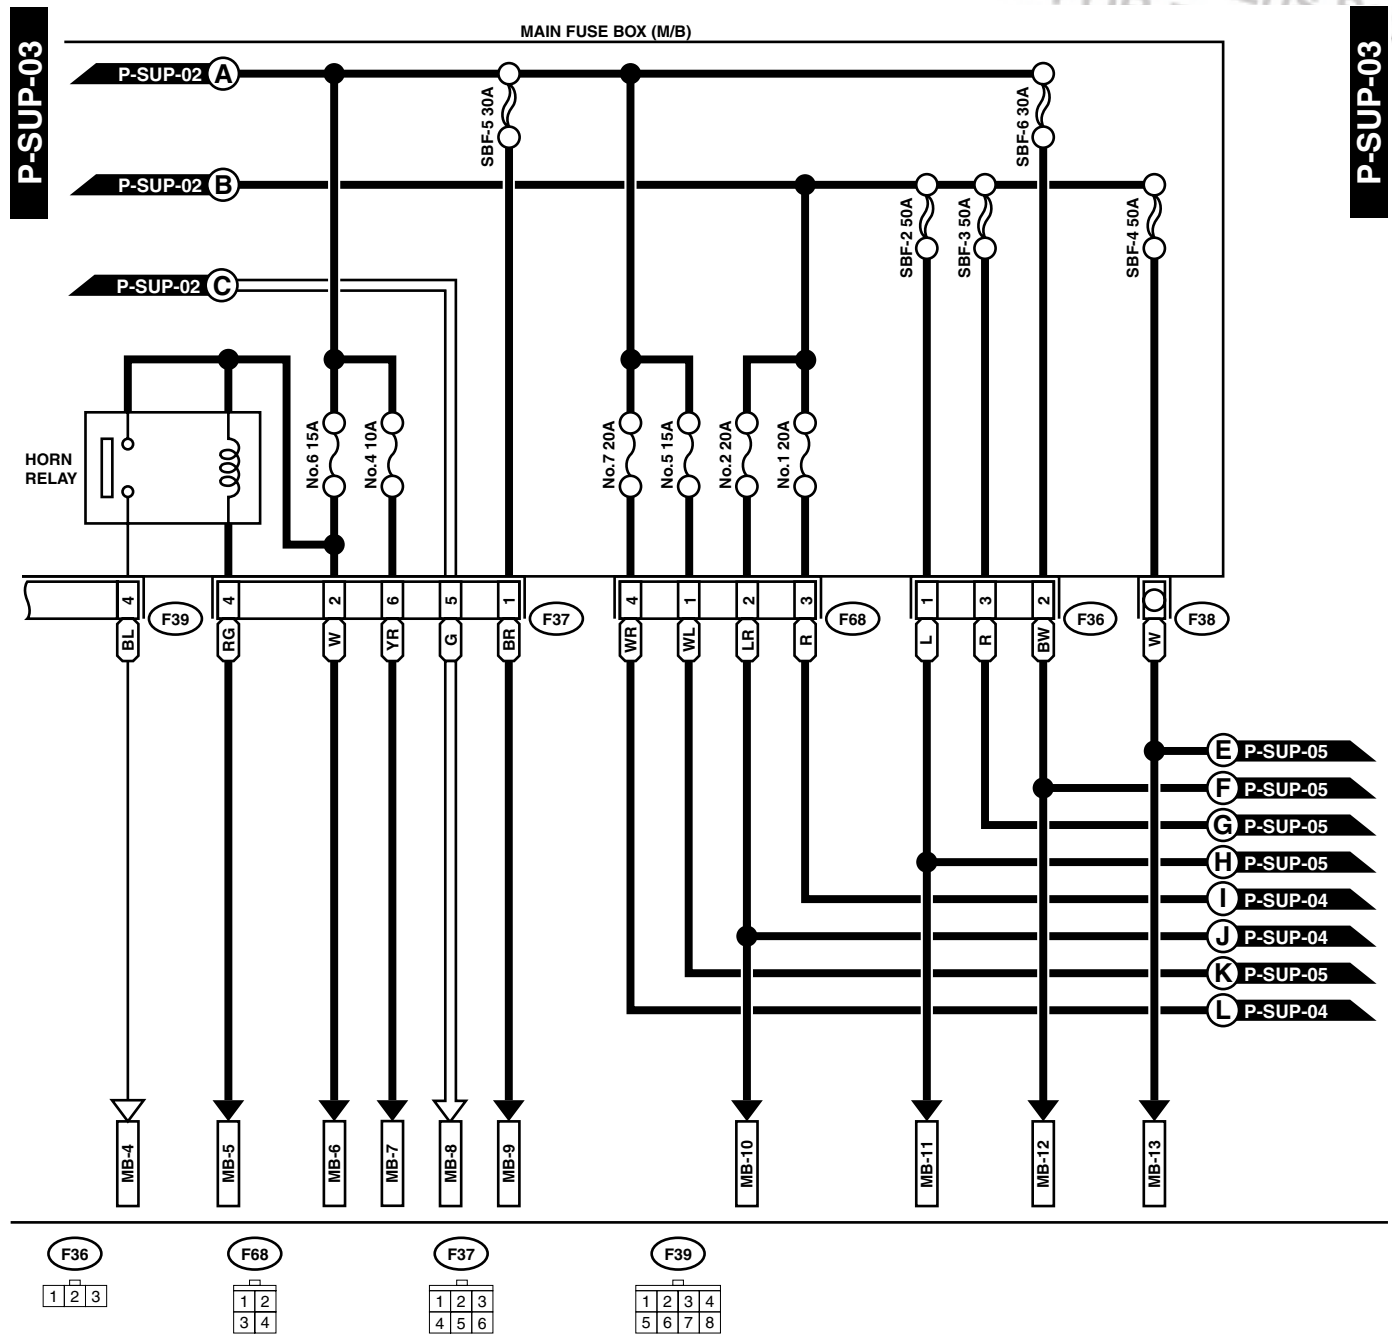 P-SUP-03
MAIN FUSE BOX (M/B)
P-SUP-03
P-SUP-02 A
SBF-5 30A
SBF-6 30A
P-SUP-02 B
SBF-2 50A
SBF-3 50A
SBF-4 50A
P-SUP-02 C
HORN
RELAY
No.6 15A
No.4 10A
No.7 20A
No.5 15A
No.2 20A
No.1 20A
4 F39 4 2 6 5 1 F37 4 1 2 3 F68 1 3 2 F36 F38
BL RG W YR G BR WR WL LR R L R BW W
E P-SUP-05
F P-SUP-05
G P-SUP-05
H P-SUP-05
I P-SUP-04
J P-SUP-04
K P-SUP-05
L P-SUP-04
MB-4 MB-5 MB-6 MB-7 MB-8 MB-9 MB-10 MB-11 MB-12 MB-13
F36 F68 F37 F39
1 2 3
1 2
3 4
1 2 3
4 5 6
1 2 3 4
5 6 7 8